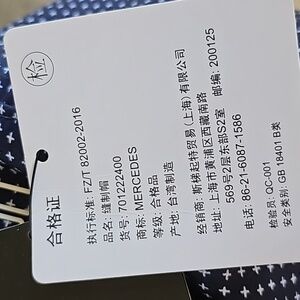 检
合格证
执行标准: FZ/T 82002-2016
品名: 缝制帽
货号: 701222400
商标: MERCEDES
等级: 合格品
产地: 台湾制造
经销商: 斯梯起特贸易(上海)有限公司
地址: 上海市黄浦区西藏南路
569号2层东部S2室 邮编: 200125
电话: 86-21-6087-1586
检验员: QC-001
安全类别: GB 18401 B类